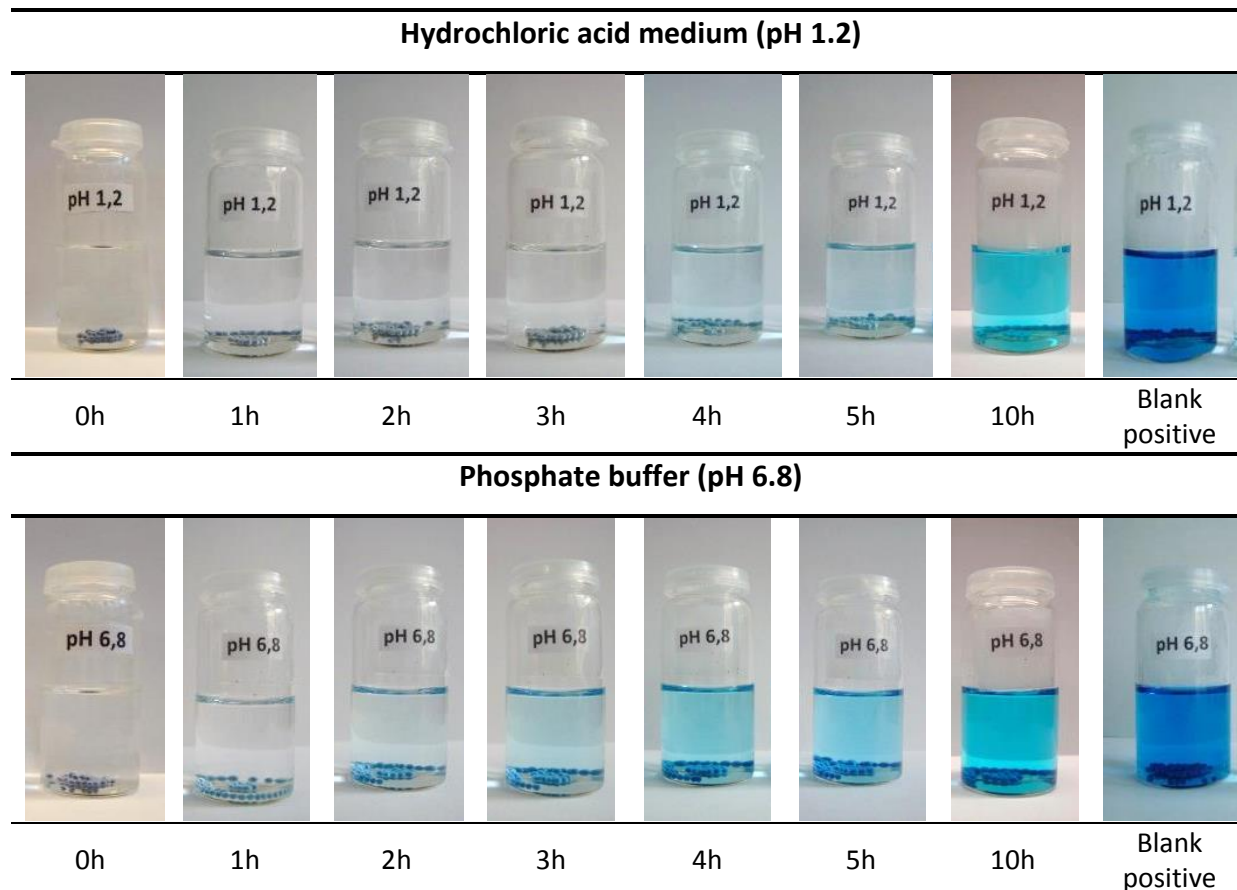 Hydrochloric acid medium (pH 1.2)
pH 1,2
pH 1,2
pH 1,2
pH 1,2
pH 1,2
pH 1,2
pH 1,2
pH 1,2
0h
1h
2h
3h
4h
5h
10h
Blank
positive
Phosphate buffer (pH 6.8)
pH 6,8
pH 6,8
pH 6,8
pH 6,8
pH 6,8
pH 6,8
pH 6,8
pH 6,8
0h
1h
2h
3h
4h
5h
10h
Blank
positive